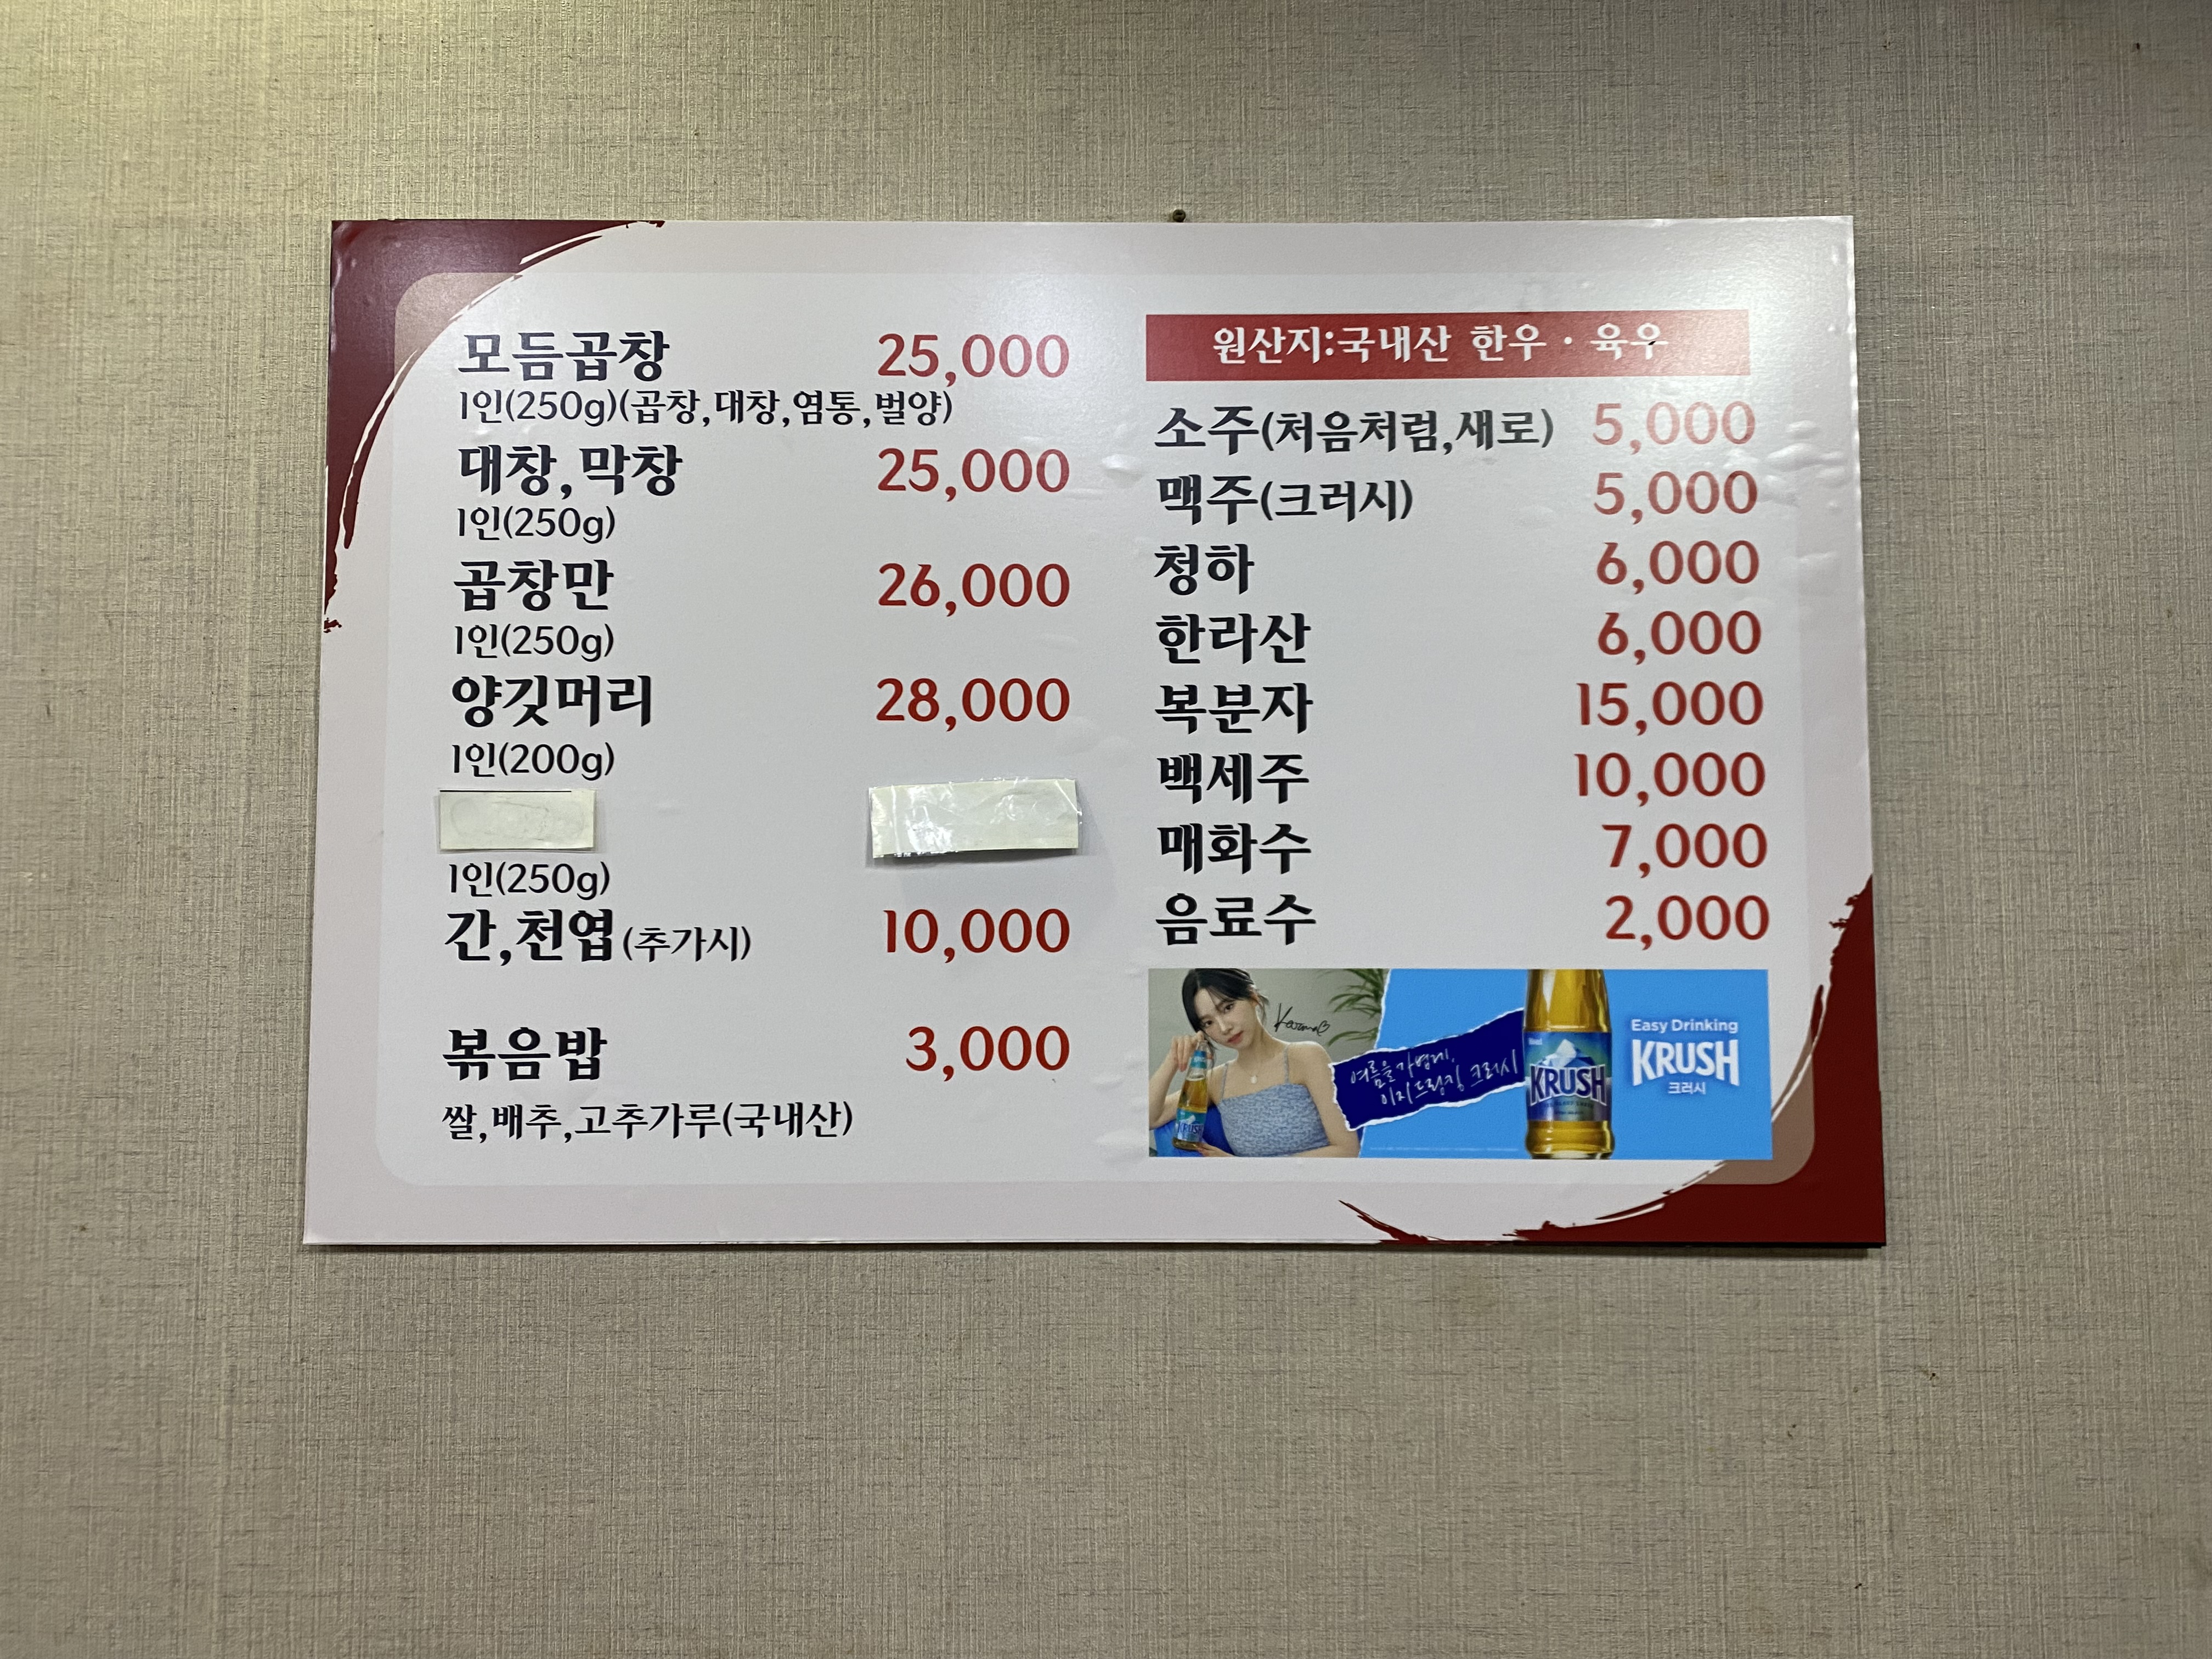 모듬곱창 25,000
1인(250g)(곱창,대창,염통,벌양)
대창,막창 25,000
1인(250g)
곱창만 26,000
1인(250g)
양깃머리 28,000
1인(200g)
1인(250g)
간,천엽(추가시) 10,000
볶음밥 3,000
쌀,배추,고추가루(국내산)
원산지:국내산 한우 · 육우
소주(처음처럼,새로) 5,000
맥주(크러시) 5,000
청하 6,000
한라산 6,000
복분자 15,000
백세주 10,000
매화수 7,000
음료수 2,000
여름을 가볍게,
이지 드링킹 크러시
KRUSH
KRUSH
Easy Drinking
KRUSH
크러시